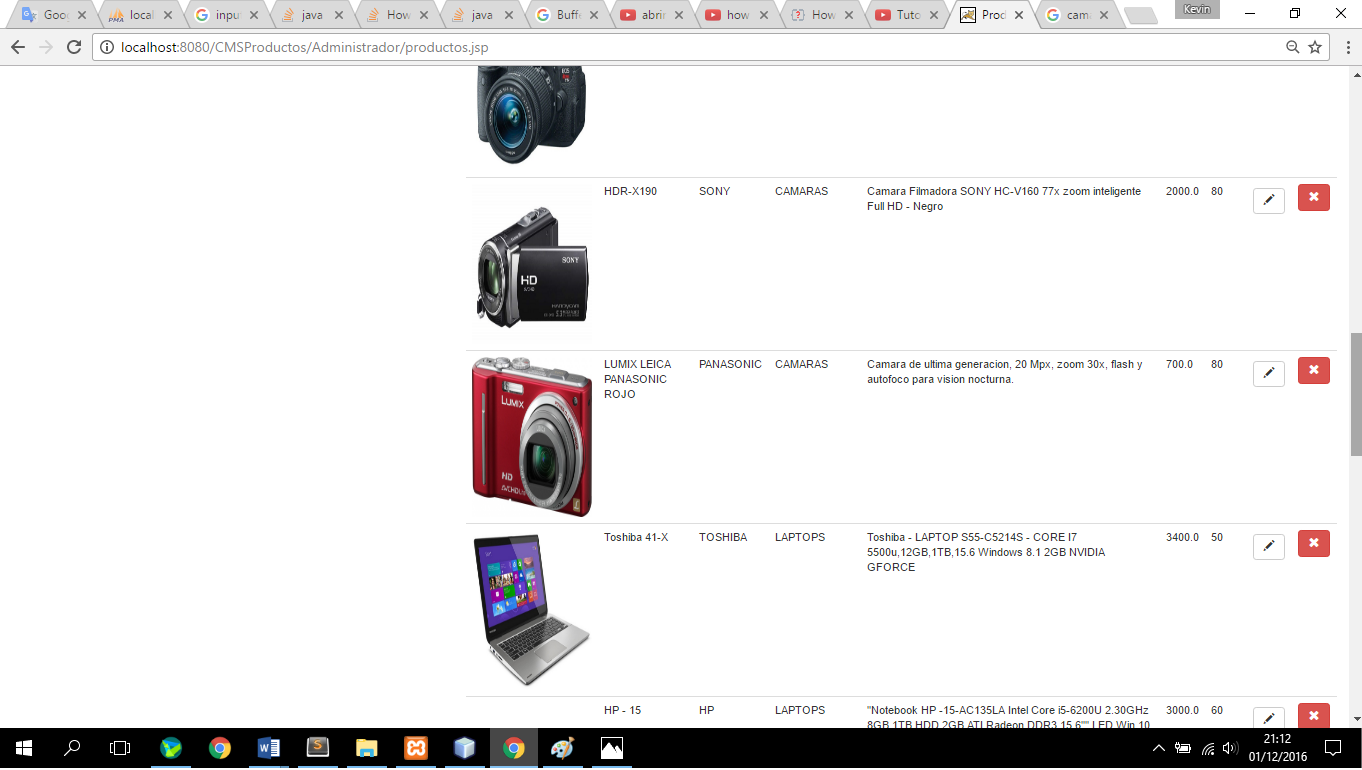 Goo
local
inpu
java
How
java
Buff
abrir
how
How
Tuto
Prod
cam
Kevin
localhost:8080/CMSProductos/Administrador/productos.jsp
HDR-X190 SONY CAMARAS Camara Filmadora SONY HC-V160 77x zoom inteligente 2000.0 80
Full HD - Negro
SONY
HD
LUMIX LEICA PANASONIC CAMARAS Camara de ultima generacion, 20 Mpx, zoom 30x, flash y 700.0 80
PANASONIC autofoco para vision nocturna.
ROJO
LUMIX
HD
AVCHD
Toshiba 41-X TOSHIBA LAPTOPS Toshiba - LAPTOP S55-C5214S - CORE I7 3400.0 50
5500u,12GB,1TB,15.6 Windows 8.1 2GB NVIDIA
GFORCE
HP - 15 HP LAPTOPS "Notebook HP -15-AC135LA Intel Core i5-6200U 2.30GHz 3000.0 60
8GB 1TB HDD 2GB ATI Radeon DDR3 15.6"" LED Win 10
21:12
01/12/2016